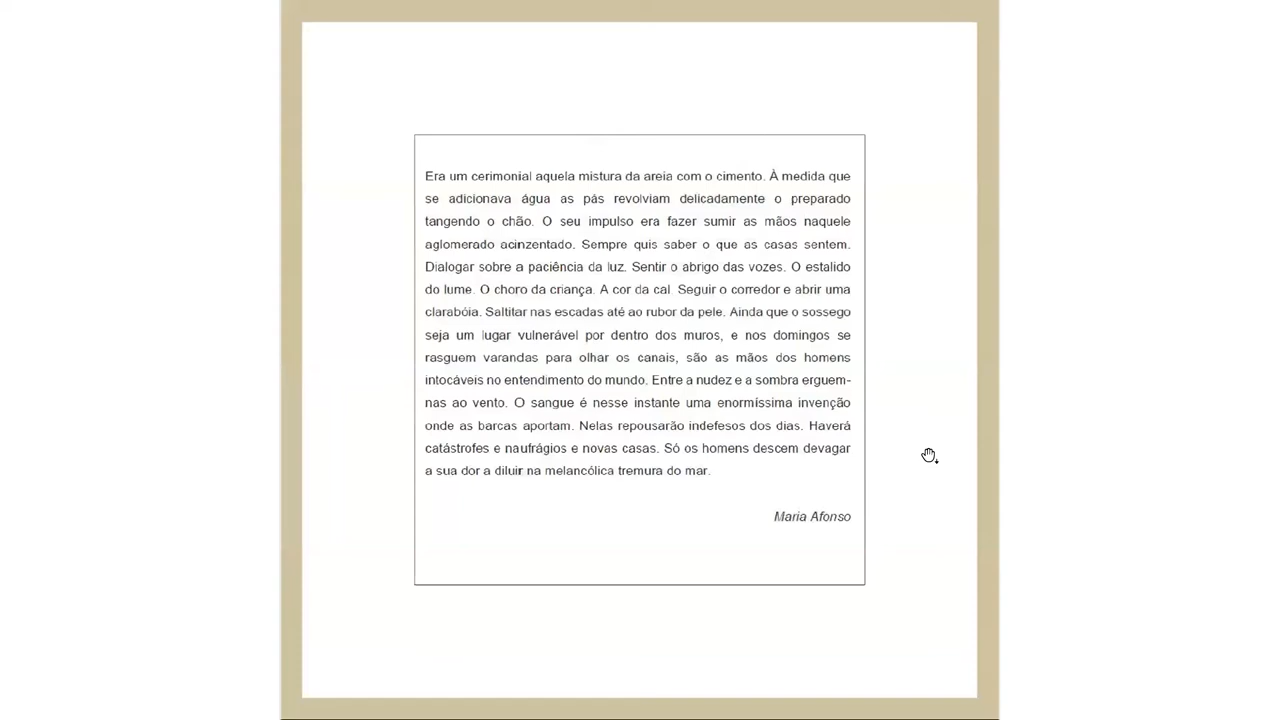 Era um cerimonial aquela mistura da areia com o cimento. À medida que
se adicionava água as pás revolviam delicadamente o preparado
tangendo o chão. O seu impulso era fazer sumir as mãos naquele
aglomerado acinzentado. Sempre quis saber o que as casas sentem.
Dialogar sobre a paciência da luz. Sentir o abrigo das vozes. O estalido
do lume. O choro da criança. A cor da cal. Seguir o corredor e abrir uma
clarabóia. Saltitar nas escadas até ao rubor da pele. Ainda que o sossego
seja um lugar vulnerável por dentro dos muros, e nos domingos se
rasguem varandas para olhar os canais, são as mãos dos homens
intocáveis no entendimento do mundo. Entre a nudez e a sombra erguem-
nas ao vento. O sangue é nesse instante uma enormíssima invenção
onde as barcas aportam. Nelas repousarão indefesos dos dias. Haverá
catástrofes e naufrágios e novas casas. Só os homens descem devagar
a sua dor a diluir na melancólica tremura do mar.
Maria Afonso